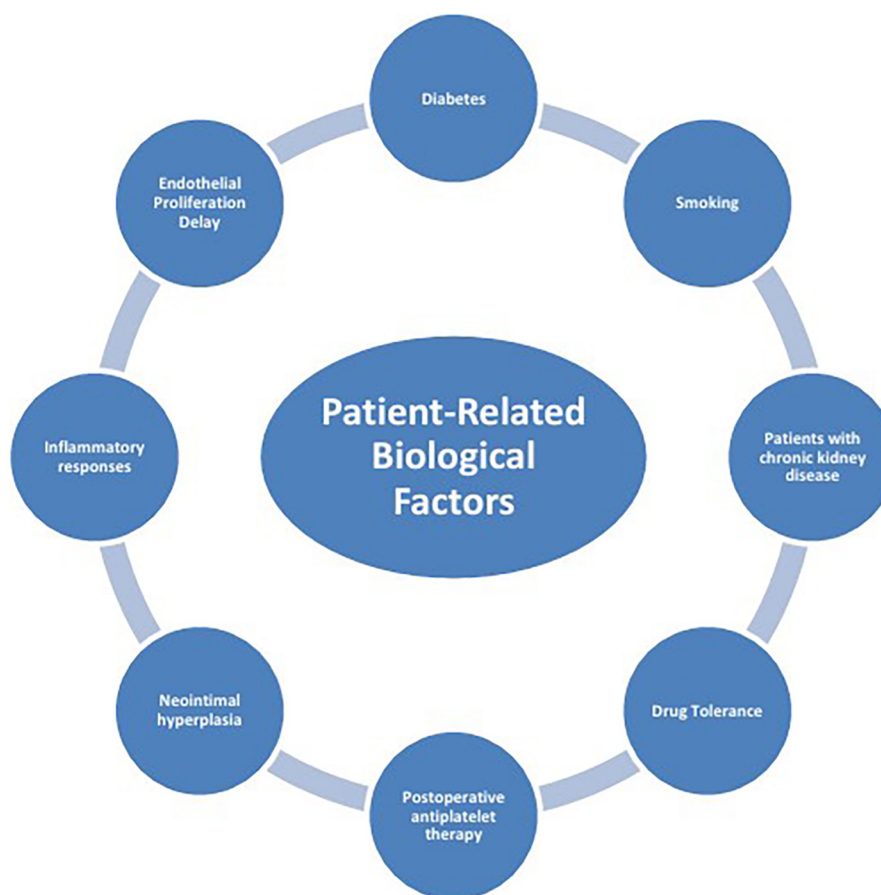 Diabetes
Smoking
Patients with
chronic kidney
disease
Drug Tolerance
Postoperative
antiplatelet
therapy
Neointimal
hyperplasia
Inflammatory
responses
Endothelial
Proliferation
Delay
Patient-Related
Biological
Factors